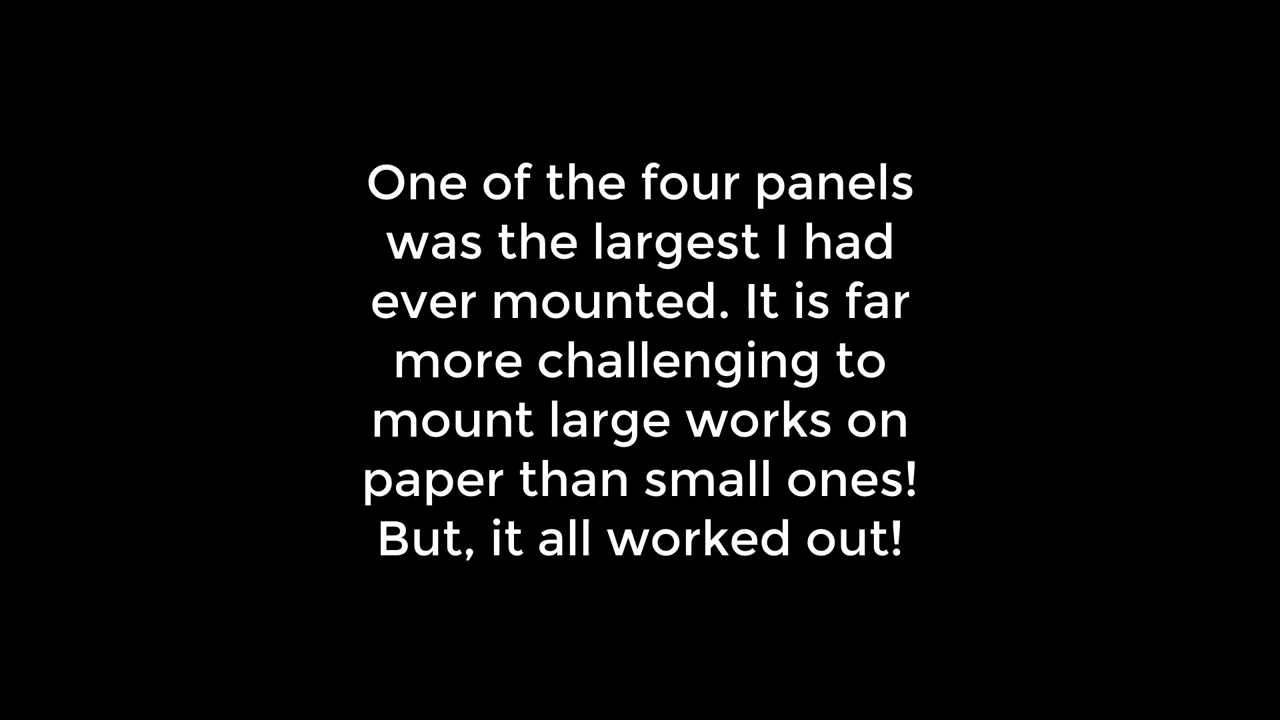 One of the four panels
was the largest I had
ever mounted. It is far
more challenging to
mount large works on
paper than small ones!
But, it all worked out!